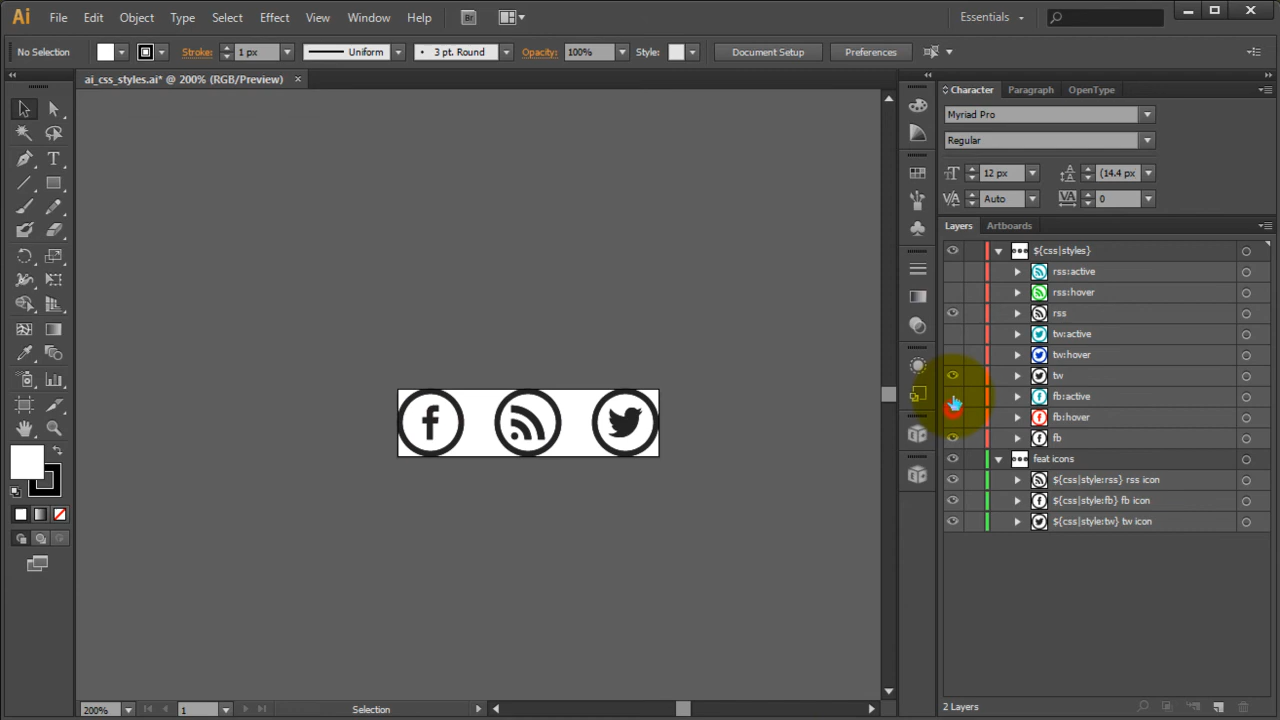 Ai File Edit Object Type Select Effect View Window Help Br Essentials
No Selection Stroke: 1 px Uniform 3 pt. Round Opacity: 100% Style: Document Setup Preferences
ai_css_styles.ai* @ 200% (RGB/Preview)
Character Paragraph OpenType
Myriad Pro
Regular
12 px (14.4 px
Auto 0
Layers Artboards
${css|styles}
rss:active
rss:hover
rss
tw:active
tw:hover
tw
fb:active
fb:hover
fb
feat icons
${css|style:rss} rss icon
${css|style:fb} fb icon
${css|style:tw} tw icon
200% 1 Selection 2 Layers